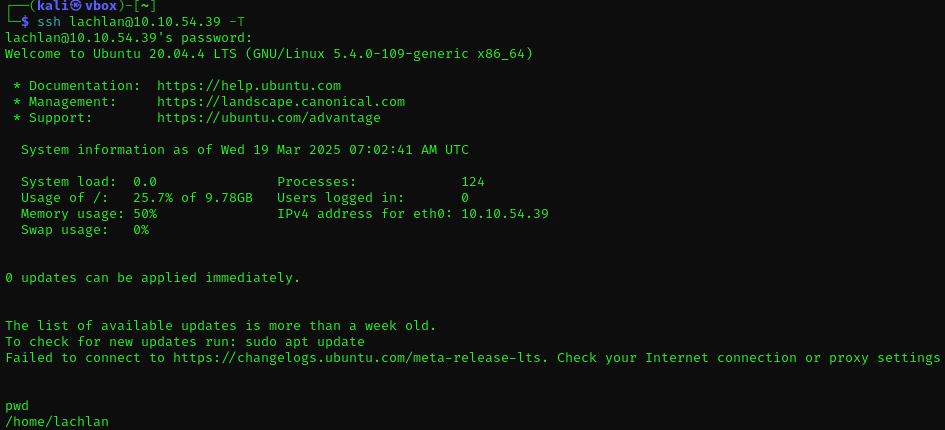 ┌──(kali㉿vbox)-[~]
└─$ ssh lachlan@10.10.54.39 -T
lachlan@10.10.54.39's password:
Welcome to Ubuntu 20.04.4 LTS (GNU/Linux 5.4.0-109-generic x86_64)
* Documentation:  https://help.ubuntu.com
* Management:     https://landscape.canonical.com
* Support:        https://ubuntu.com/advantage
System information as of Wed 19 Mar 2025 07:02:41 AM UTC
System load:  0.0               Processes:             124
Usage of /:   25.7% of 9.78GB   Users logged in:       0
Memory usage: 50%               IPv4 address for eth0: 10.10.54.39
Swap usage:   0%
0 updates can be applied immediately.
The list of available updates is more than a week old.
To check for new updates run: sudo apt update
Failed to connect to https://changelogs.ubuntu.com/meta-release-lts. Check your Internet connection or proxy settings
pwd
/home/lachlan